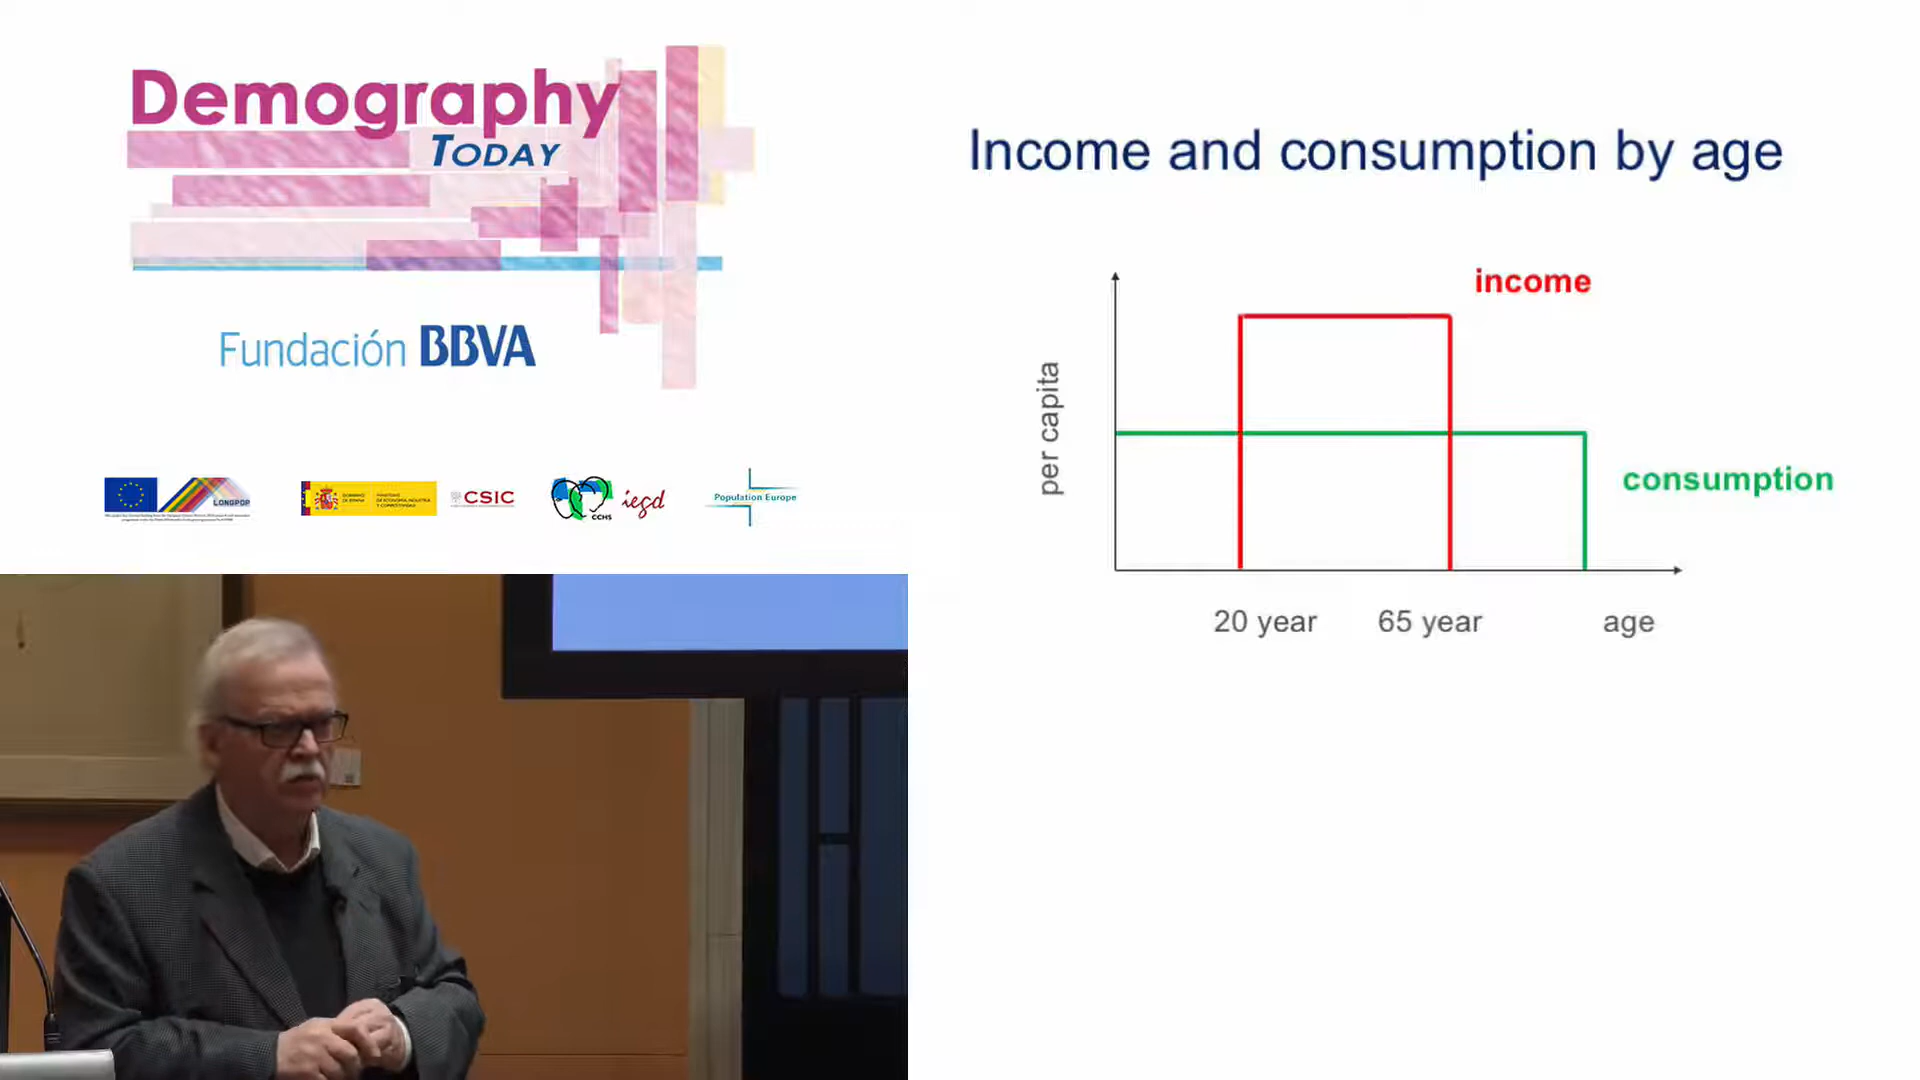 Demography
TODAY
Fundación BBVA
LONGPOP
CSIC
CCHS
iegd
Population Europe
Income and consumption by age
income
per capita
consumption
20 year
65 year
age